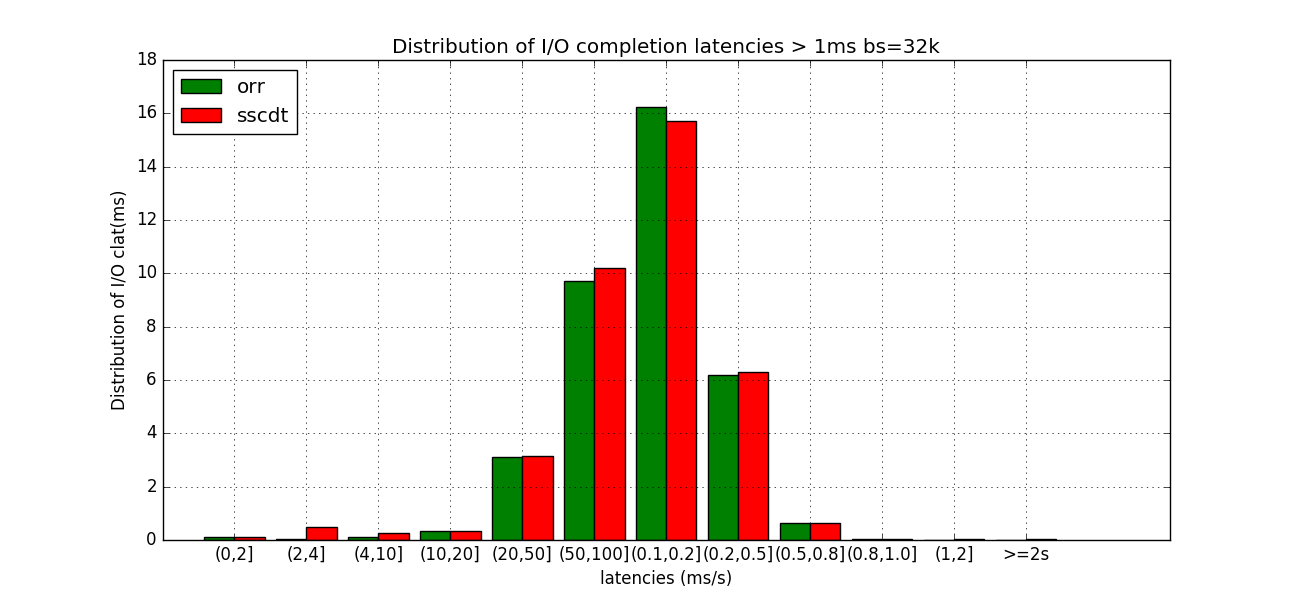 Distribution of I/O completion latencies > 1ms bs=32k
18
16
14
12
10
8
6
4
2
0
Distribution of I/O clat(ms)
orr
sscdt
(0,2] (2,4] (4,10] (10,20] (20,50] (50,100] (0.1,0.2] (0.2,0.5] (0.5,0.8] (0.8,1.0] (1,2] >=2s
latencies (ms/s)